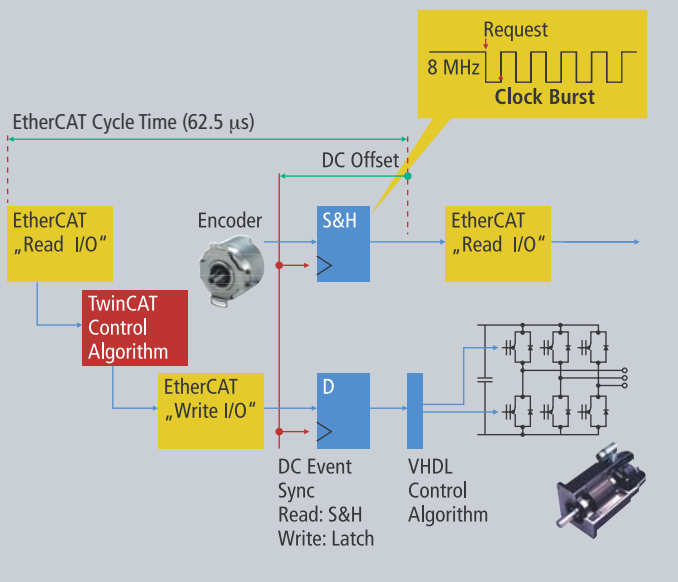 Request
8 MHz
Clock Burst
EtherCAT Cycle Time (62.5 µs)
DC Offset
EtherCAT
„Read I/O“
Encoder
S&H
EtherCAT
„Read I/O“
TwinCAT
Control
Algorithm
EtherCAT
„Write I/O“
D
DC Event
Sync
Read: S&H
Write: Latch
VHDL
Control
Algorithm